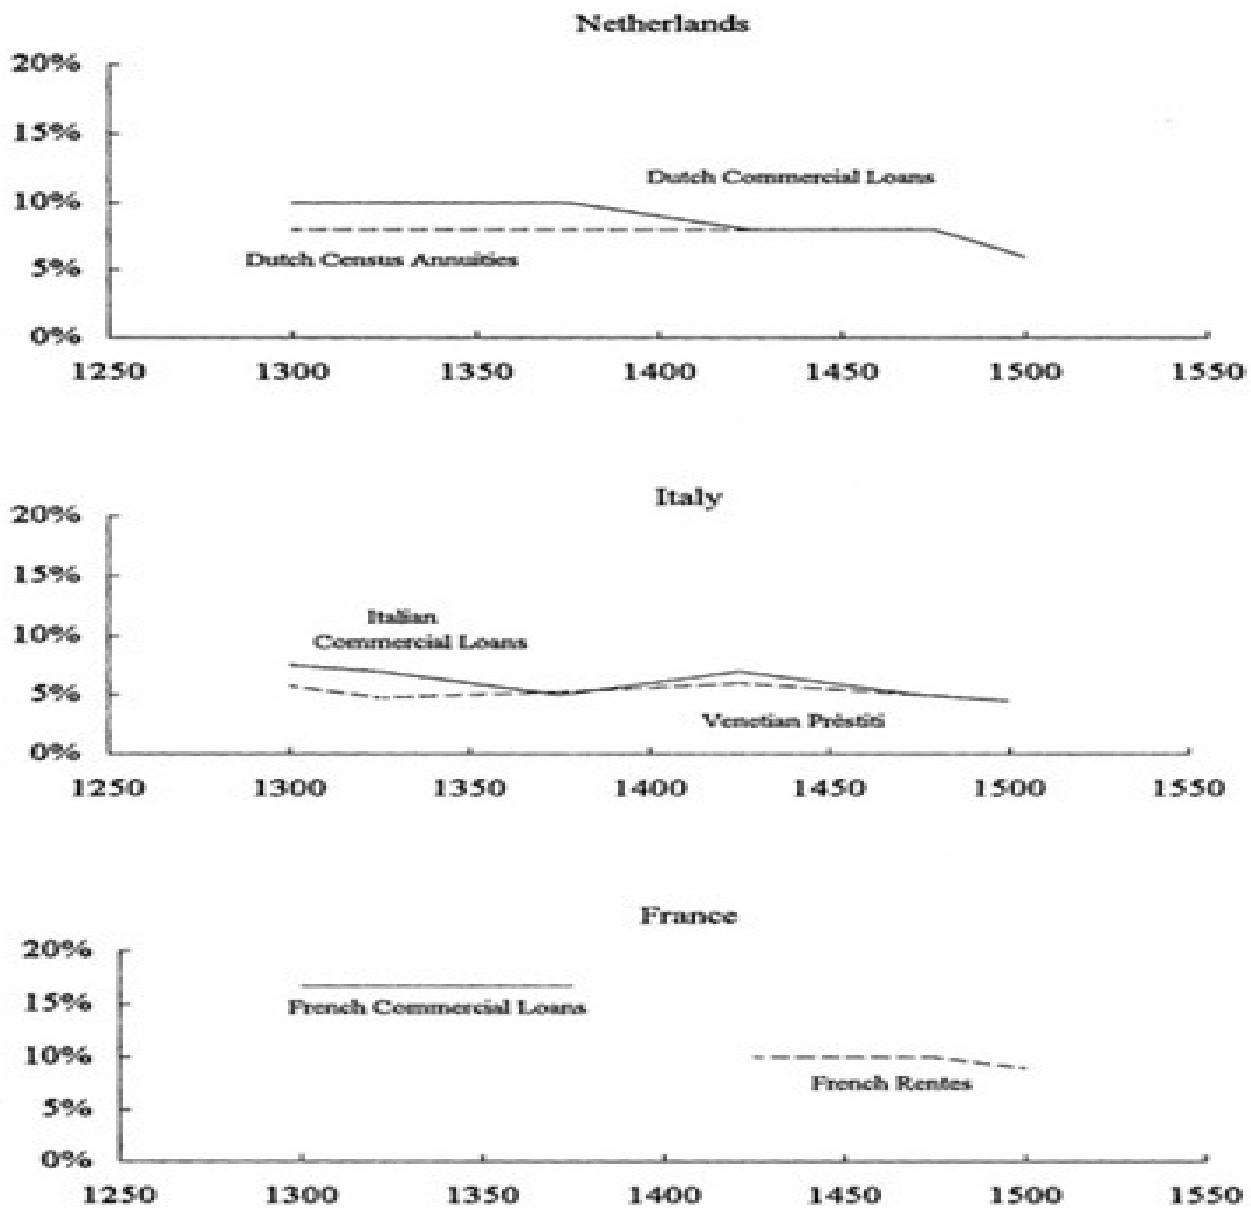 Netherlands
20%
15%
Dutch Commercial Loans
10%
Dutch Census Annuities
5%
0%
1250 1300 1350 1400 1450 1500 1550
Italy
20%
15%
Italian
10%
Commercial Loans
5%
Venetian Prèstiti
0%
1250 1300 1350 1400 1450 1500 1550
France
20%
15%
French Commercial Loans
10%
French Rentes
5%
0%
1250 1300 1350 1400 1450 1500 1550